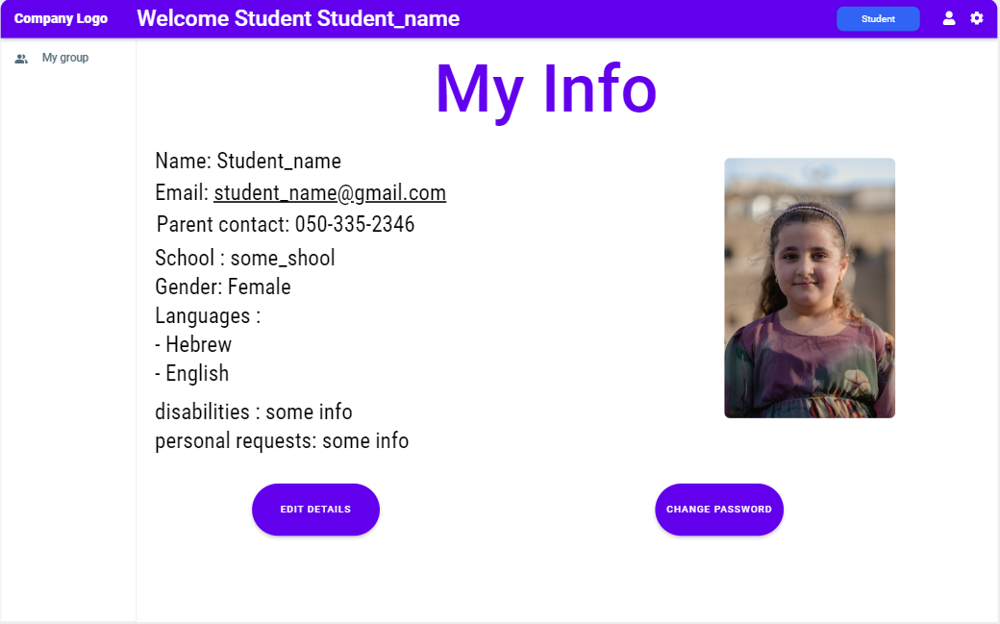 Company Logo
Welcome Student Student_name
Student
My group
My Info
Name: Student_name
Email: student_name@gmail.com
Parent contact: 050-335-2346
School : some_shool
Gender: Female
Languages :
- Hebrew
- English
disabilities : some info
personal requests: some info
EDIT DETAILS
CHANGE PASSWORD